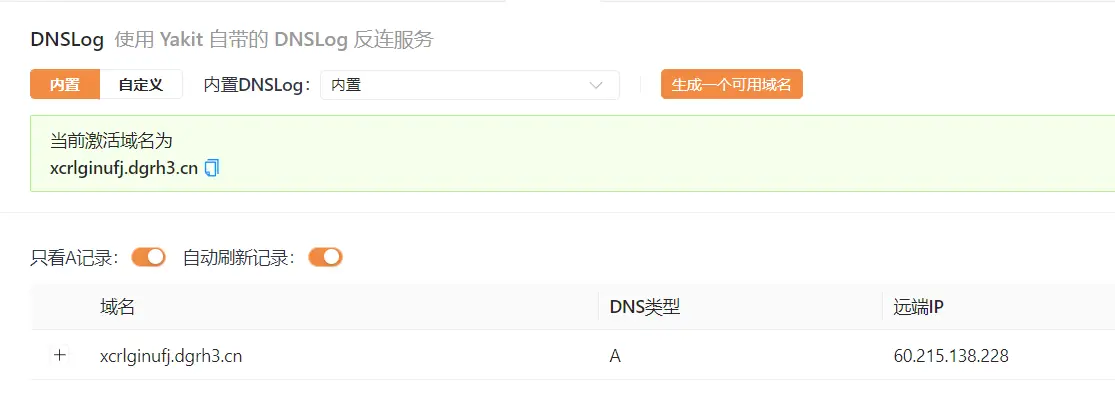 DNSLog 使用 Yakit 自带的 DNSLog 反连服务
内置 自定义 内置DNSLog： 内置 生成一个可用域名
当前激活域名为
xcrlginufj.dgrh3.cn
只看A记录： 自动刷新记录：
域名 DNS类型 远端IP
+ xcrlginufj.dgrh3.cn A 60.215.138.228